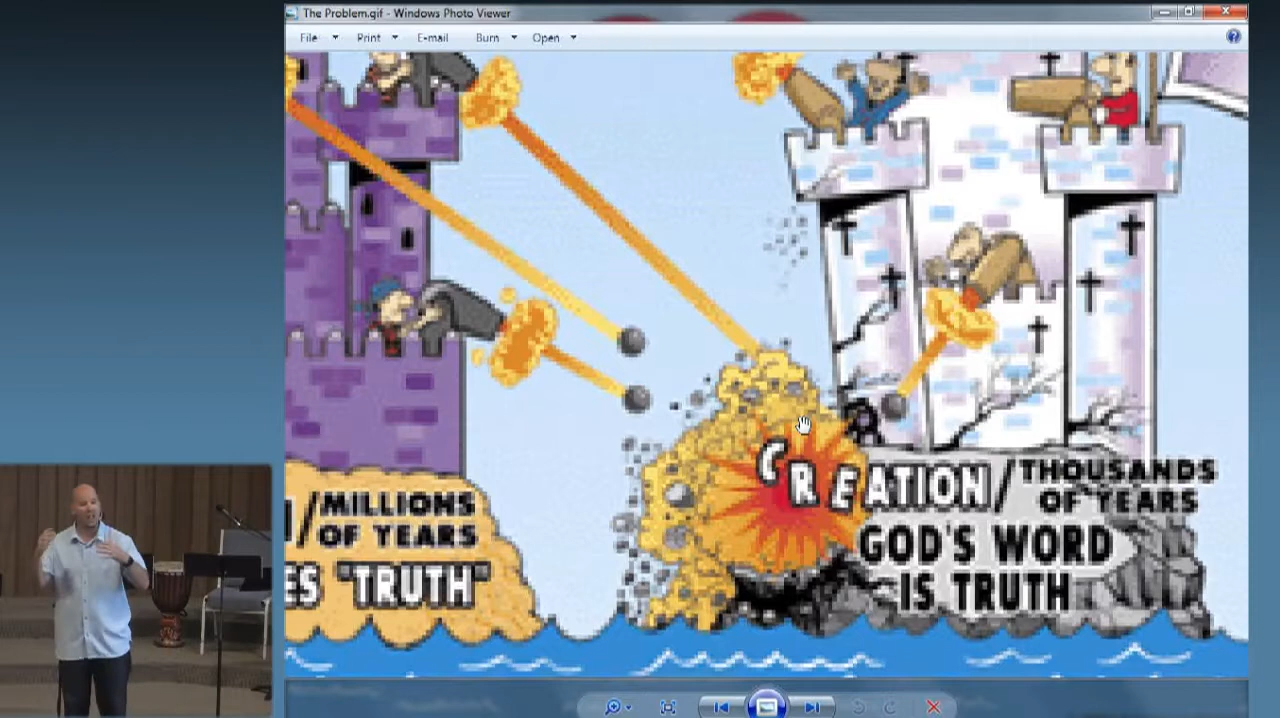 The Problem.gif - Windows Photo Viewer
File Print E-mail Burn Open
/MILLIONS
OF YEARS
ES "TRUTH"
CREATION/THOUSANDS
OF YEARS
GOD'S WORD
IS TRUTH